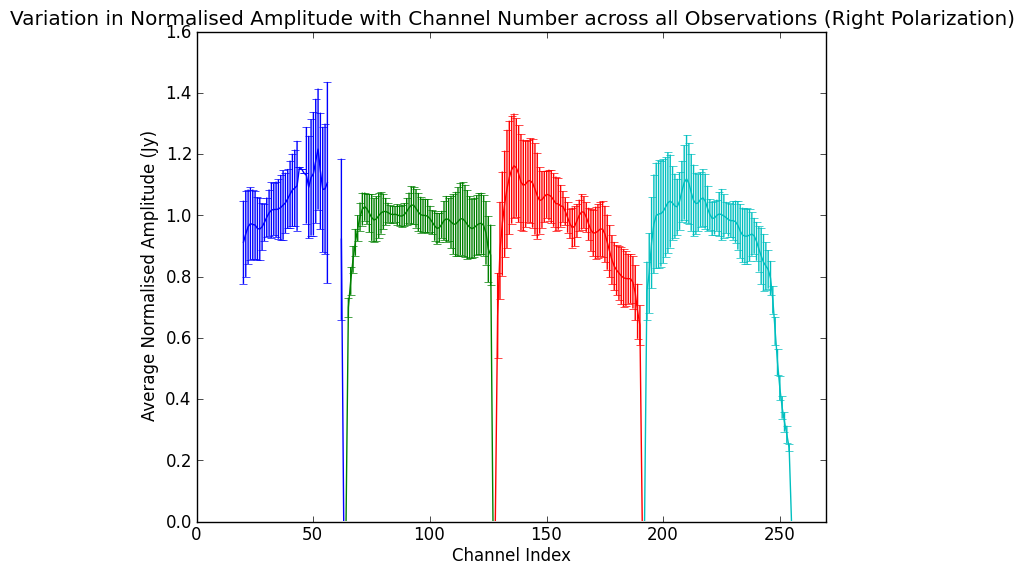 Variation in Normalised Amplitude with Channel Number across all Observations (Right Polarization)
1.6
1.4
1.2
1.0
0.8
0.6
0.4
0.2
0.0
Average Normalised Amplitude (Jy)
0 50 100 150 200 250
Channel Index